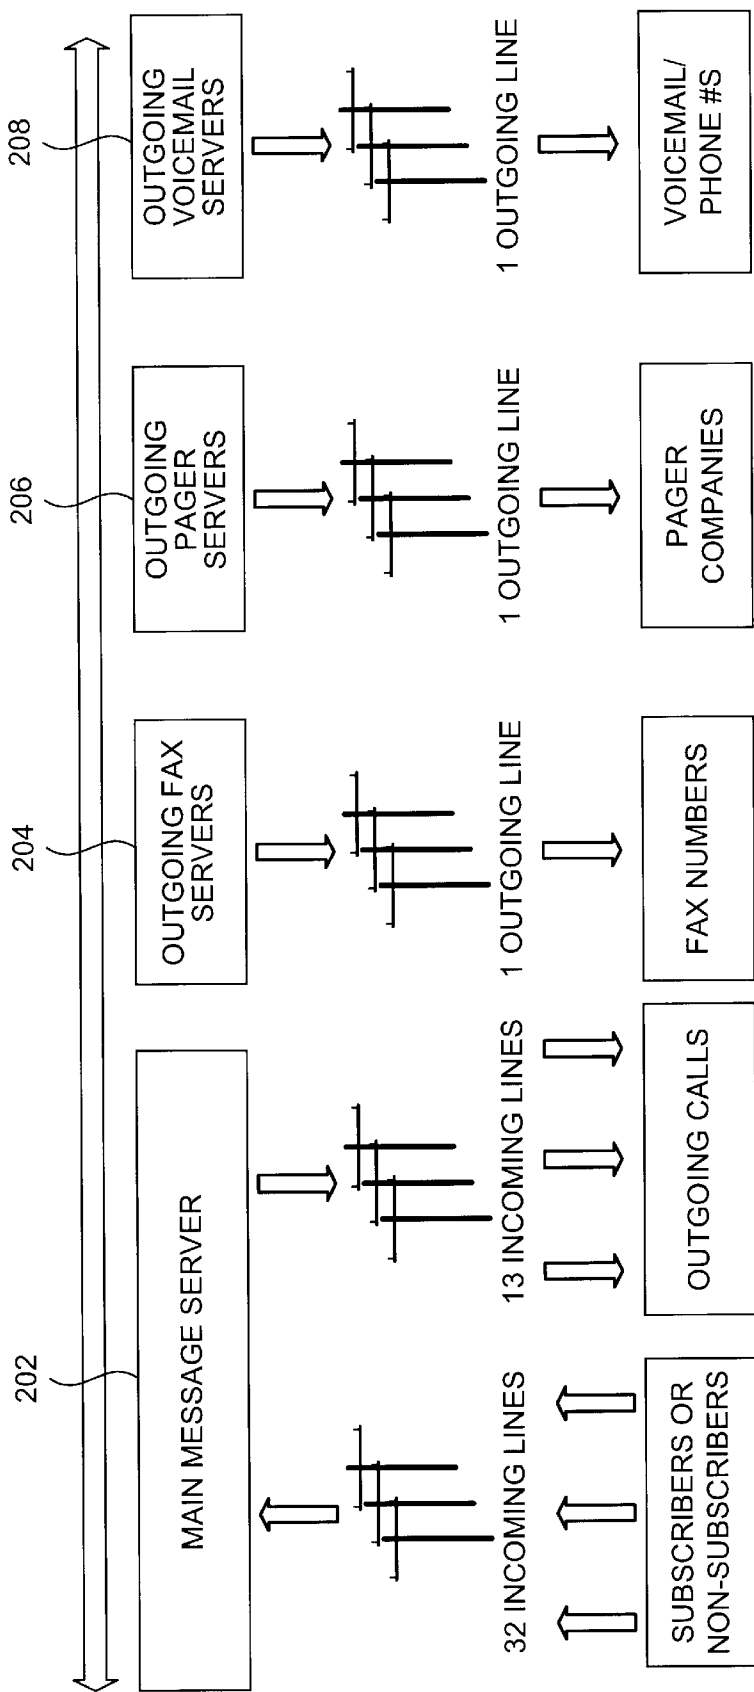 202
204
206
208
MAIN MESSAGE SERVER
OUTGOING FAX
SERVERS
OUTGOING
PAGER
SERVERS
OUTGOING
VOICEMAIL
SERVERS
32 INCOMING LINES
13 INCOMING LINES
1 OUTGOING LINE
1 OUTGOING LINE
1 OUTGOING LINE
SUBSCRIBERS OR
NON-SUBSCRIBERS
OUTGOING CALLS
FAX NUMBERS
PAGER
COMPANIES
VOICEMAIL/
PHONE #S